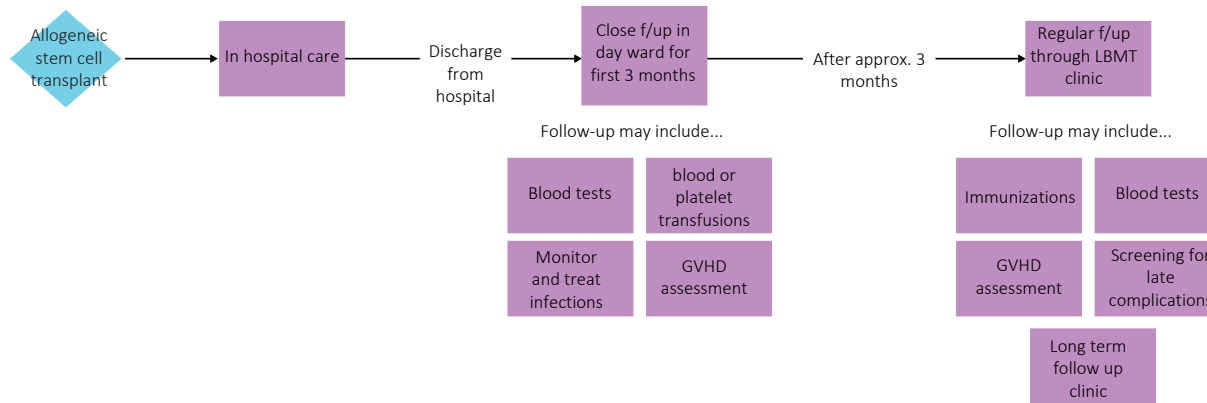 Allogeneic
stem cell
transplant
In hospital care
Discharge
from
hospital
Close f/up in
day ward for
first 3 months
After approx. 3
months
Regular f/up
through LBMT
clinic
Follow-up may include...
Blood tests
blood or
platelet
transfusions
Monitor
and treat
infections
GVHD
assessment
Follow-up may include...
Immunizations
Blood tests
GVHD
assessment
Screening for
late
complications
Long term
follow up
clinic